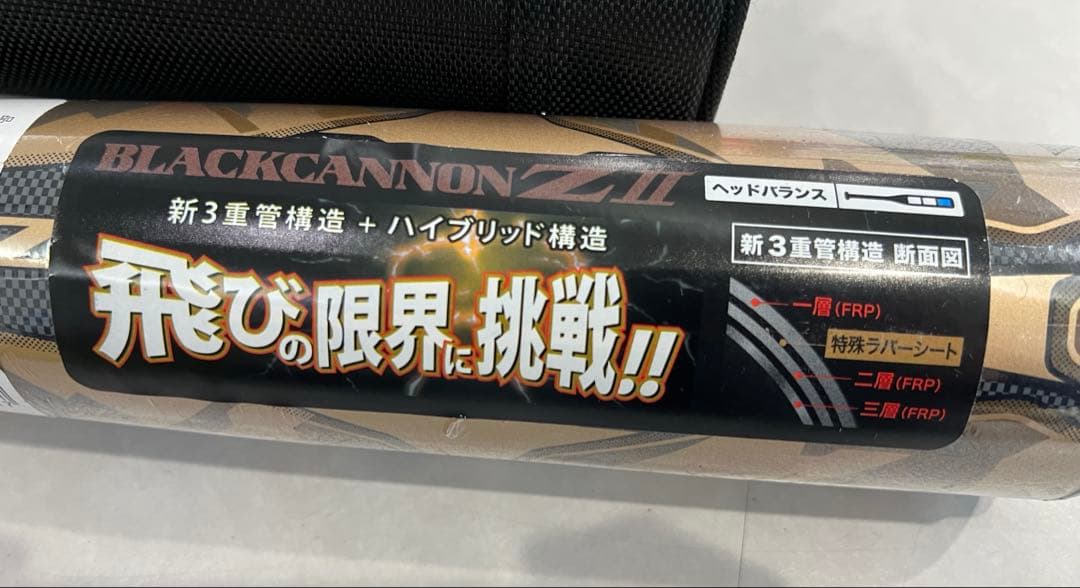 BLACKCANNON Z II
新3重管構造 + ハイブリッド構造
飛びの限界に挑戦!!
ヘッドバランス
新3重管構造 断面図
一層(FRP)
特殊ラバーシート
二層(FRP)
三層(FRP)